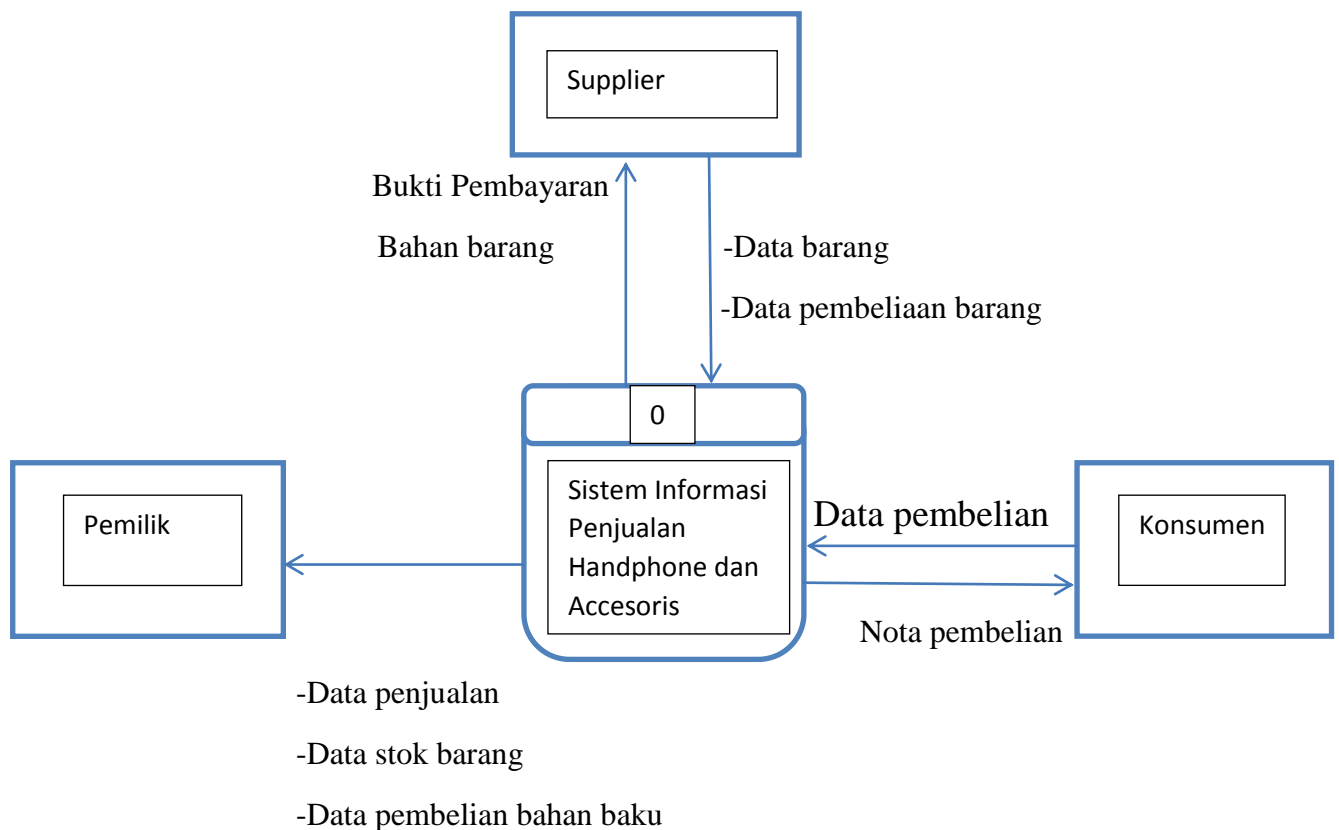 Supplier
Bukti Pembayaran
Bahan barang
-Data barang
-Data pembeliaan barang
0
Sistem Informasi
Penjualan
Handphone dan
Accesoris
Pemilik
Data pembelian
Konsumen
Nota pembelian
-Data penjualan
-Data stok barang
-Data pembelian bahan baku